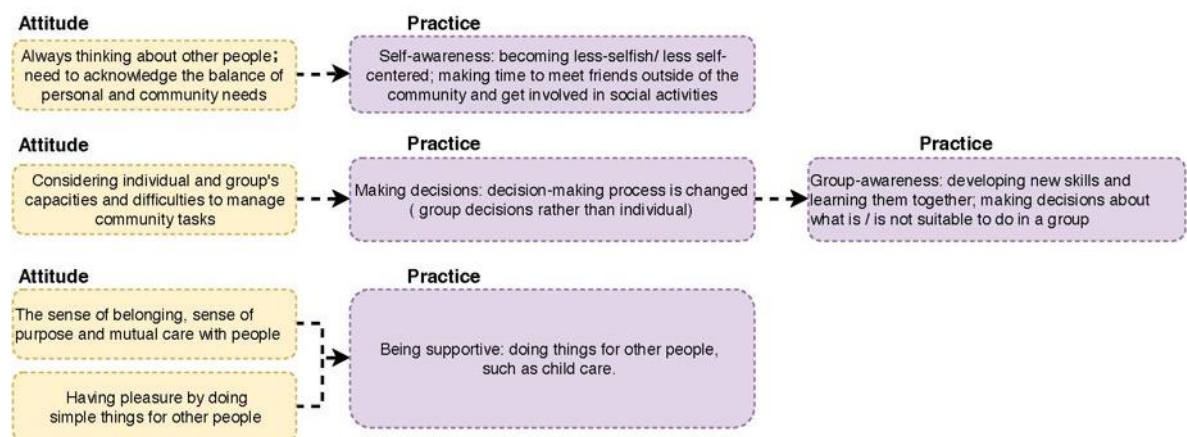 Attitude
Practice
Always thinking about other people;
need to acknowledge the balance of
personal and community needs
Self-awareness: becoming less-selfish/ less self-
centered; making time to meet friends outside of the
community and get involved in social activities
Attitude
Practice
Practice
Considering individual and group's
capacities and difficulties to manage
community tasks
Making decisions: decision-making process is changed
( group decisions rather than individual)
Group-awareness: developing new skills and
learning them together; making decisions about
what is / is not suitable to do in a group
Attitude
Practice
The sense of belonging, sense of
purpose and mutual care with people
Having pleasure by doing
simple things for other people
Being supportive: doing things for other people,
such as child care.